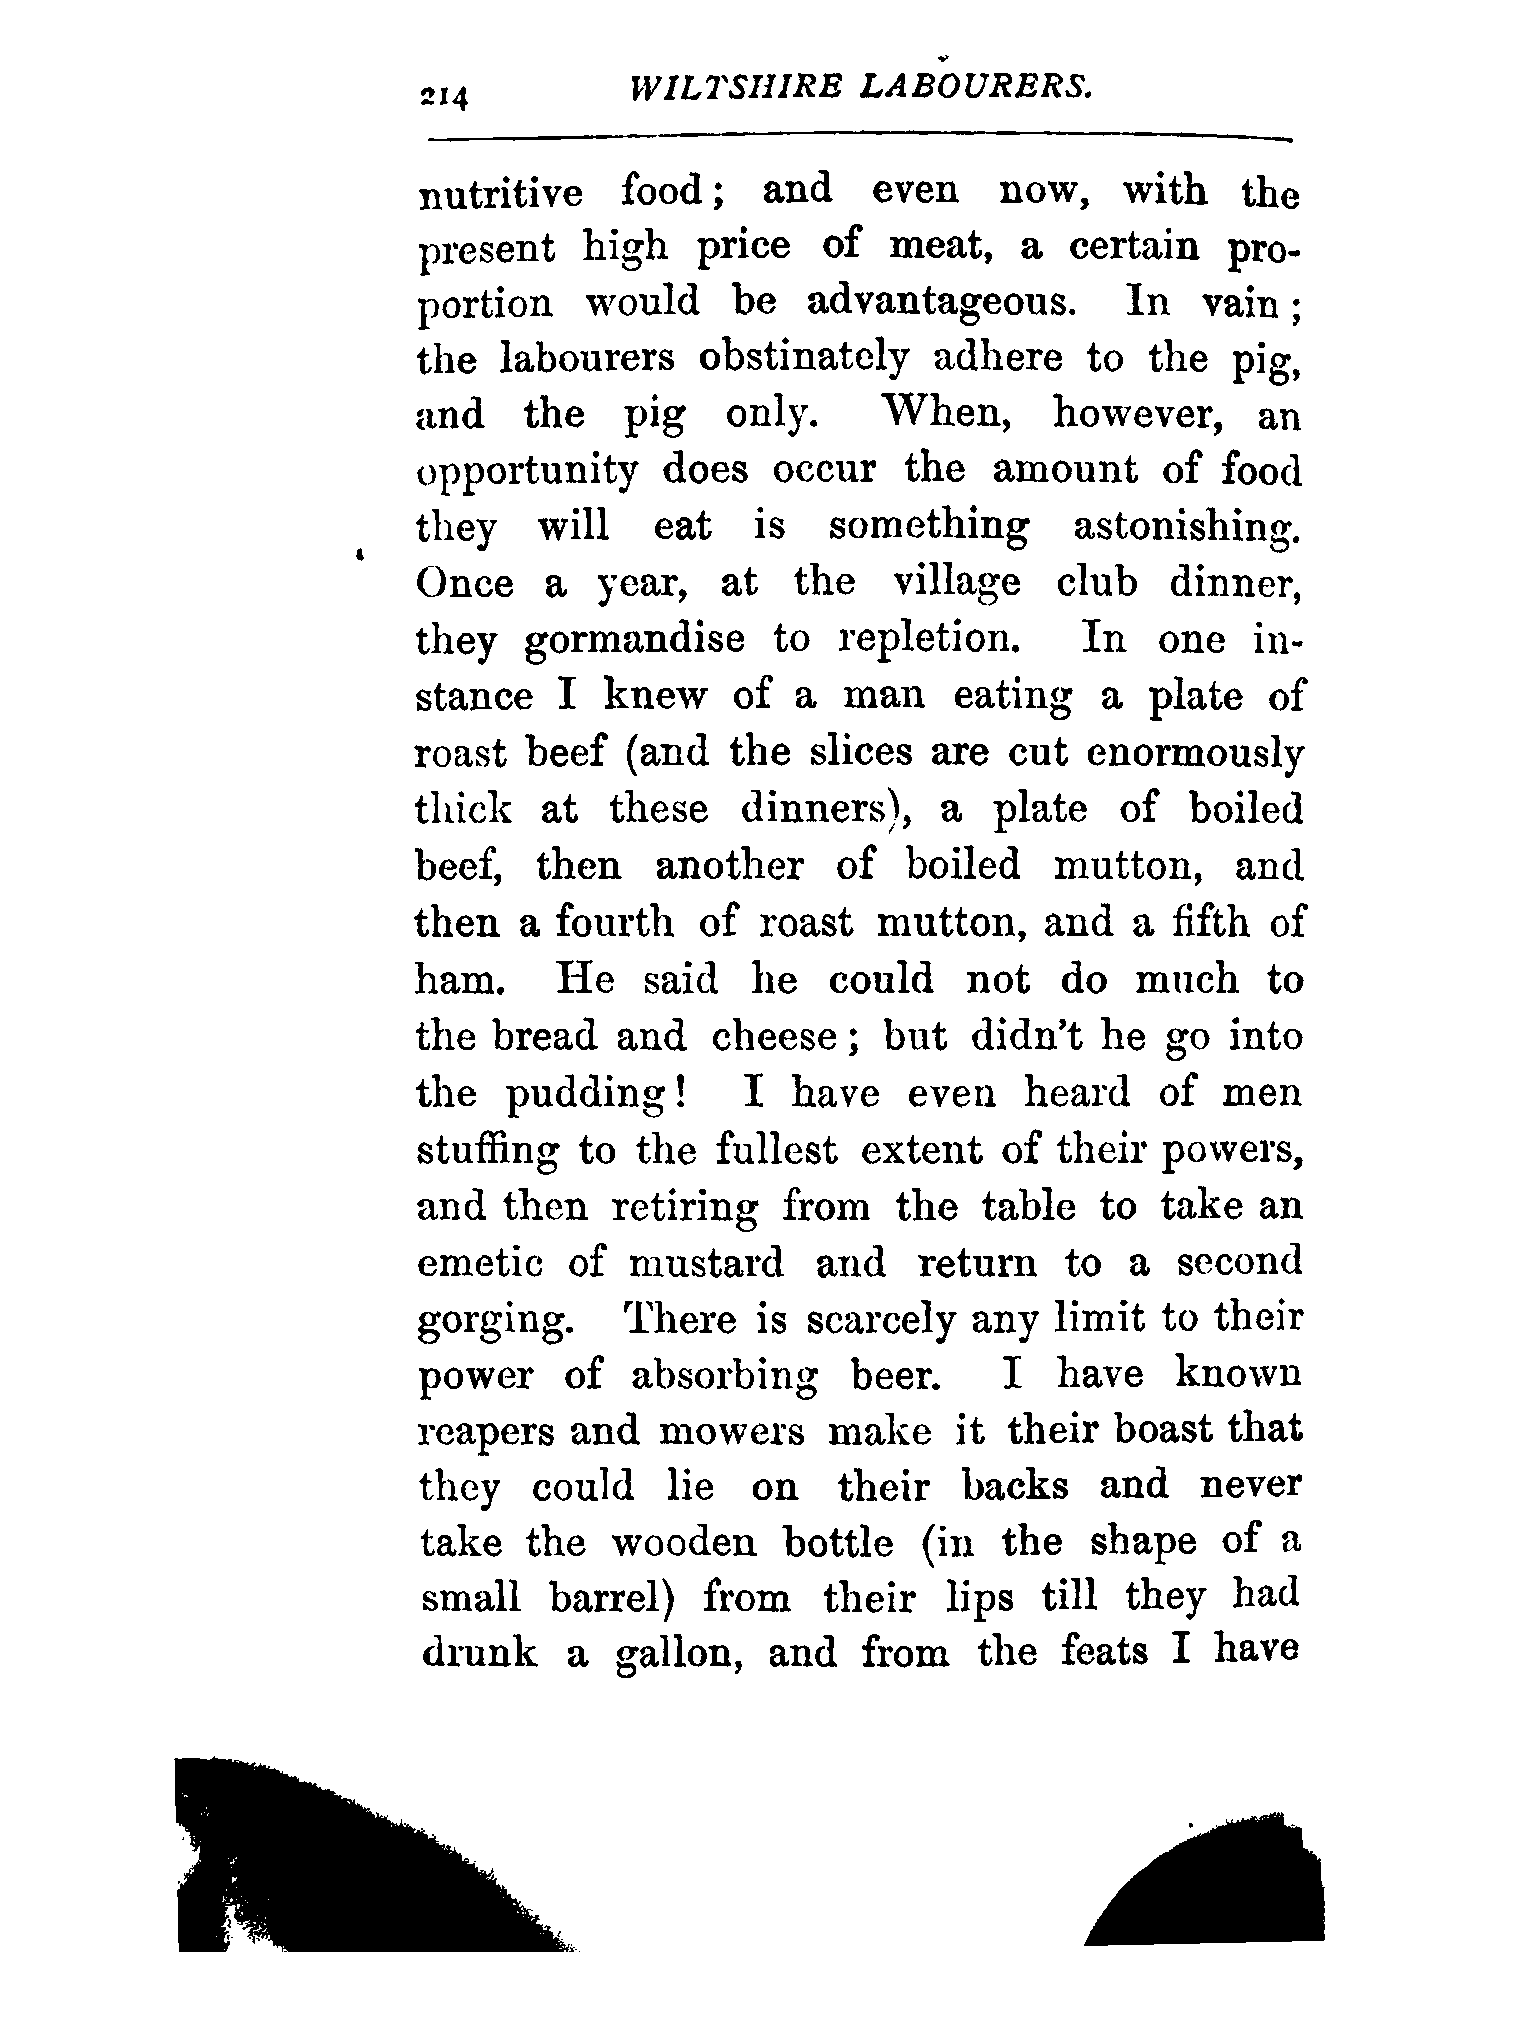 214 WILTSHIRE LABOURERS.
nutritive food; and even now, with the
present high price of meat, a certain pro-
portion would be advantageous. In vain;
the labourers obstinately adhere to the pig,
and the pig only. When, however, an
opportunity does occur the amount of food
they will eat is something astonishing.
Once a year, at the village club dinner,
they gormandise to repletion. In one in-
stance I knew of a man eating a plate of
roast beef (and the slices are cut enormously
thick at these dinners), a plate of boiled
beef, then another of boiled mutton, and
then a fourth of roast mutton, and a fifth of
ham. He said he could not do much to
the bread and cheese; but didn't he go into
the pudding! I have even heard of men
stuffing to the fullest extent of their powers,
and then retiring from the table to take an
emetic of mustard and return to a second
gorging. There is scarcely any limit to their
power of absorbing beer. I have known
reapers and mowers make it their boast that
they could lie on their backs and never
take the wooden bottle (in the shape of a
small barrel) from their lips till they had
drunk a gallon, and from the feats I have